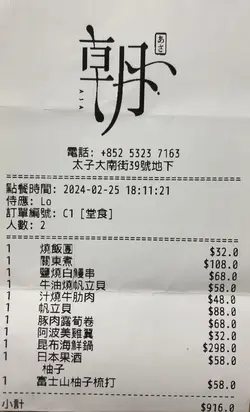 朝
あさ
ASA
電話: +852 5323 7163
太子大南街39號地下
點餐時間: 2024-02-25 18:11:21
侍應: Lo
訂單編號: C1 [堂食]
人數: 2
1 燒飯團 $32.0
1 關東煮 $108.0
1 鹽燒白鱔串 $68.0
1 牛油燒帆立貝 $58.0
1 汁燒牛肋肉 $48.0
1 帆立貝 $88.0
1 豚肉露荀卷 $68.0
1 阿波美雞翼 $32.0
1 昆布海鮮鍋 $298.0
1 日本果酒 $58.0
柚子
1 富士山柚子梳打 $58.0
小計 $916.0